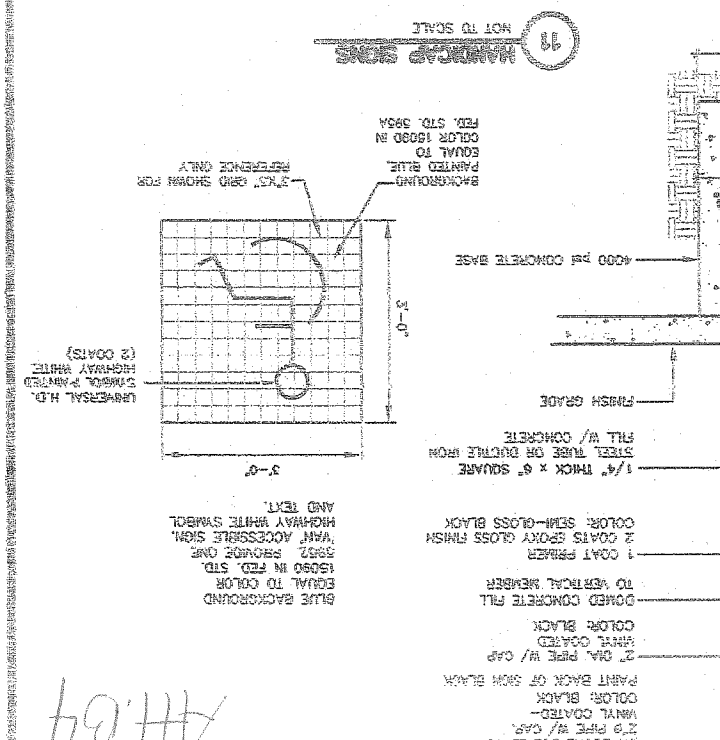 2"ø PIPE W/ CAP.
VINYL COATED--
COLOR: BLACK
PAINT BACK OF SIGN BLACK
2" DIA. PIPE W/ CAP
VINYL COATED
COLOR: BLACK
DOMED CONCRETE FILL
TO VERTICAL MEMBER
1 COAT PRIMER
2 COATS EPOXY GLOSS FINISH
COLOR: SEMI-GLOSS BLACK
1/4" THICK x 6" SQUARE
STEEL TUBE OR DUCTILE IRON
FILL W/ CONCRETE
FINISH GRADE
4000 psi CONCRETE BASE
BLUE BACKGROUND
EQUAL TO COLOR
15090 IN FED. STD.
PROVIDE ONE
"VAN" ACCESSIBLE SIGN.
HIGHWAY WHITE SYMBOL
AND TEXT.
3'-0"
3'-0"
UNIVERSAL H.D.
SYMBOL PAINTED
HIGHWAY WHITE
(2 COATS)
BACKGROUND
PAINTED BLUE,
EQUAL TO
COLOR 15090 IN
FED. STD. 595A
3"X3" GRID SHOWN FOR
REFERENCE ONLY
11
HANDICAP SIGNS
NOT TO SCALE